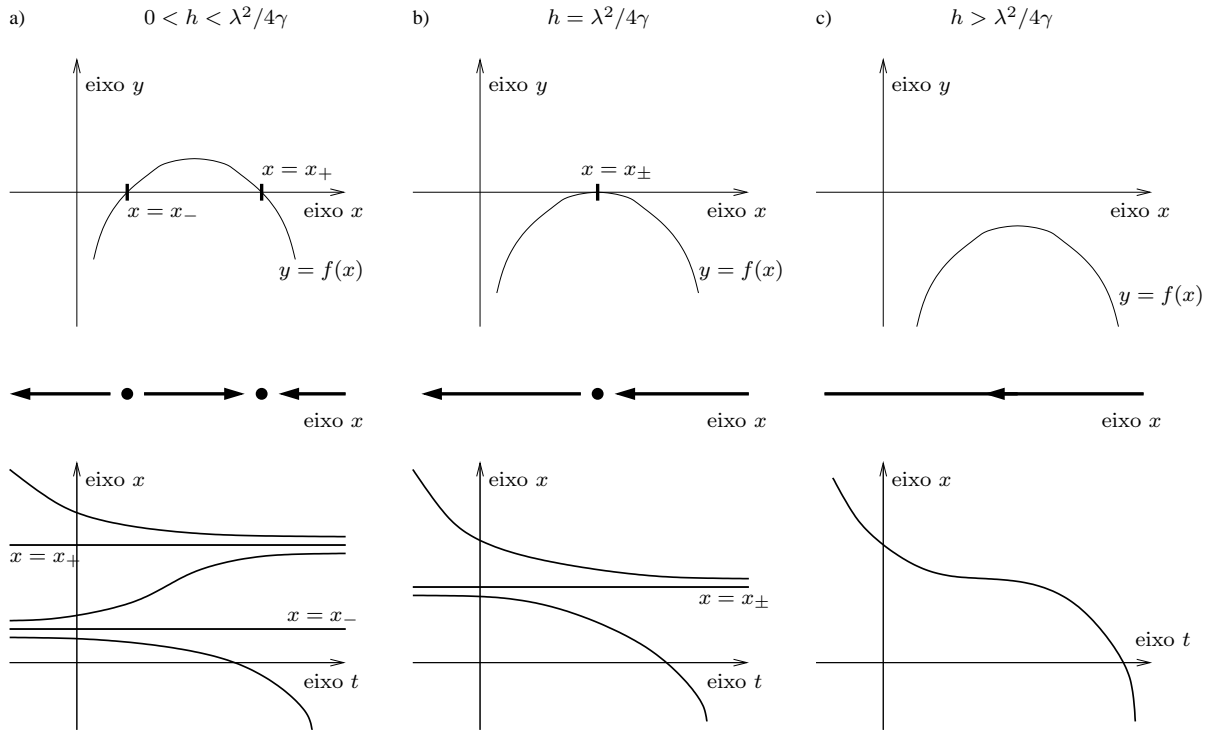 a) 0 < h < λ²/4γ
b) h = λ²/4γ
c) h > λ²/4γ
eixo y
x = x₊
x = x₋
eixo x
y = f(x)
eixo y
x = x±
eixo x
y = f(x)
eixo y
eixo x
y = f(x)
eixo x
eixo x
eixo x
eixo x
x = x₊
x = x₋
eixo t
eixo x
x = x±
eixo t
eixo x
eixo t